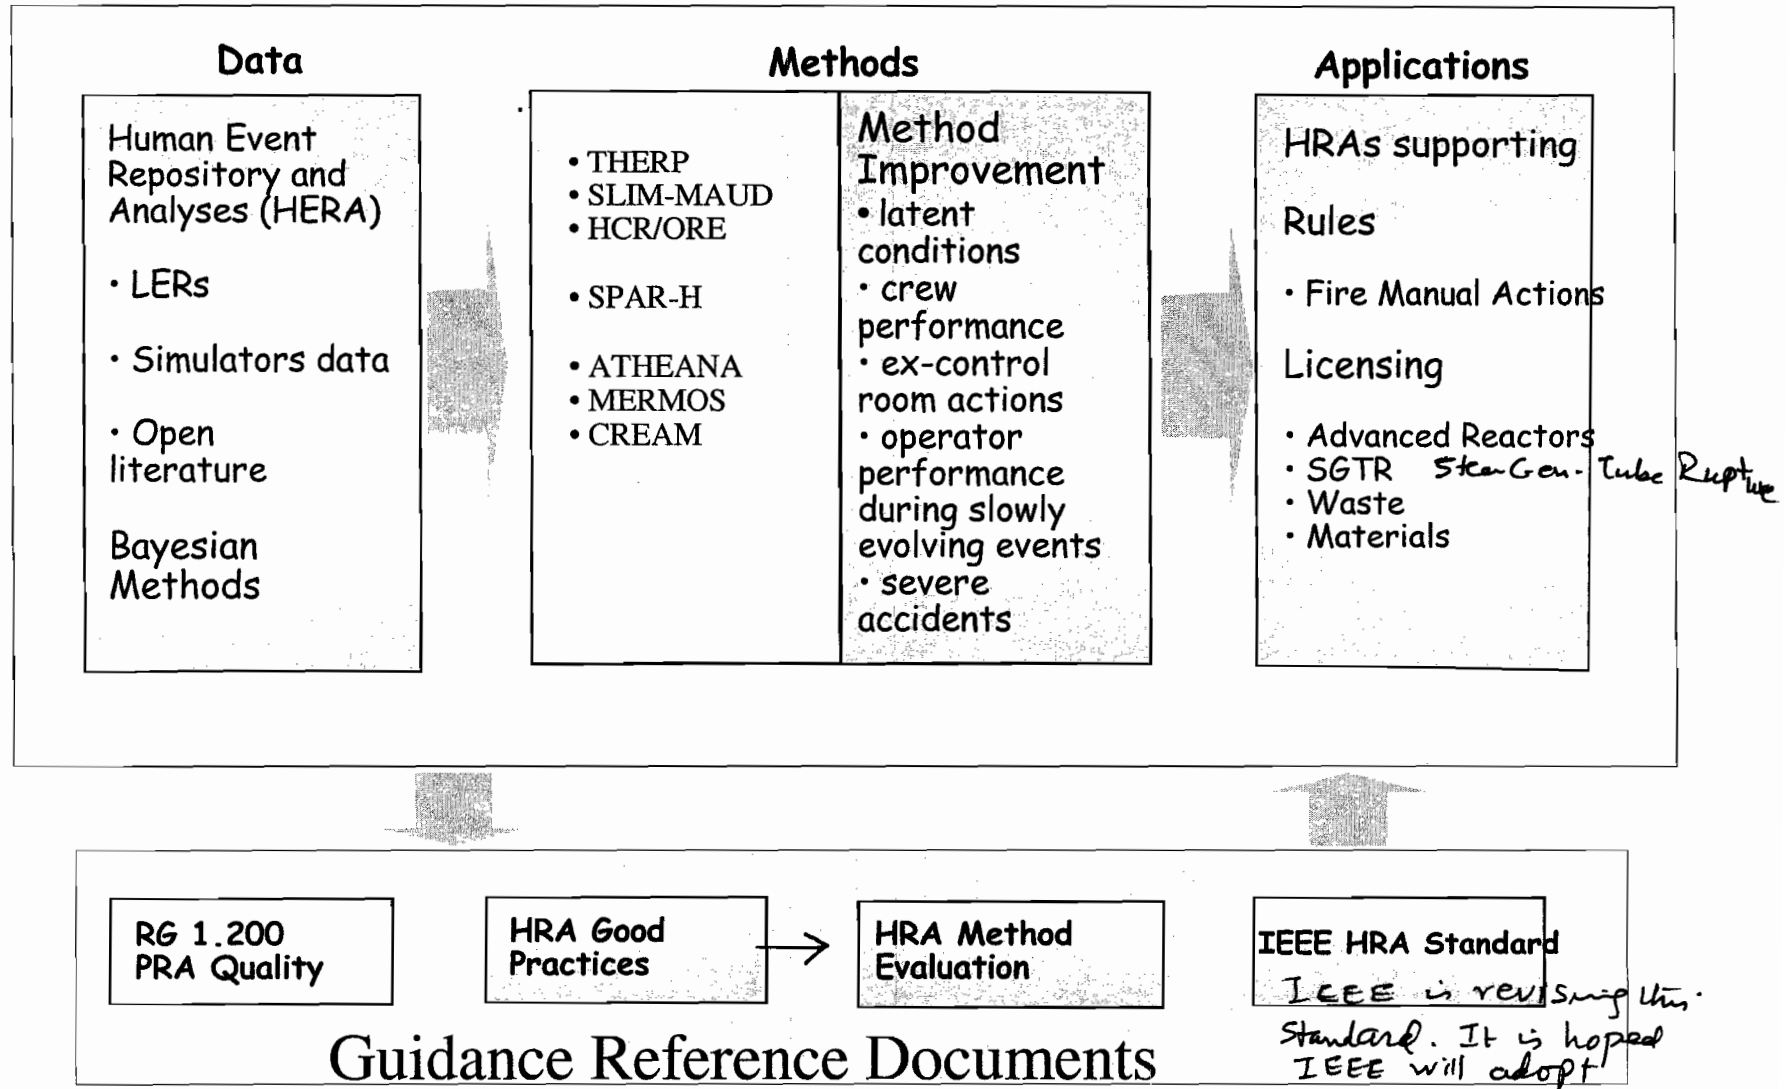 Data
Human Event
Repository and
Analyses (HERA)
• LERs
• Simulators data
• Open
literature
Bayesian
Methods
Methods
• THERP
• SLIM-MAUD
• HCR/ORE
• SPAR-H
• ATHEANA
• MERMOS
• CREAM
Method
Improvement
• latent
conditions
• crew
performance
• ex-control
room actions
• operator
performance
during slowly
evolving events
• severe
accidents
Applications
HRAs supporting
Rules
• Fire Manual Actions
Licensing
• Advanced Reactors
• SGTR Gen-Tube Rupture
• Waste
• Materials
RG 1.200
PRA Quality
HRA Good
Practices
HRA Method
Evaluation
IEEE HRA Standard
IEEE is revising this
Standard. It is hoped
IEEE will adopt
Guidance Reference Documents